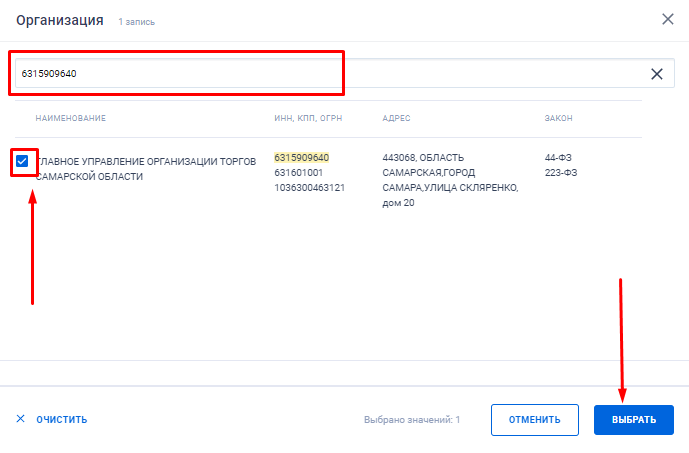 Организация 1 запись
6315909640
НАИМЕНОВАНИЕ ИНН, КПП, ОГРН АДРЕС ЗАКОН
ГЛАВНОЕ УПРАВЛЕНИЕ ОРГАНИЗАЦИИ ТОРГОВ
САМАРСКОЙ ОБЛАСТИ
6315909640
631601001
1036300463121
443068, ОБЛАСТЬ
САМАРСКАЯ,ГОРОД
САМАРА,УЛИЦА СКЛЯРЕНКО,
дом 20
44-ФЗ
223-ФЗ
ОЧИСТИТЬ Выбрано значений: 1 ОТМЕНИТЬ ВЫБРАТЬ